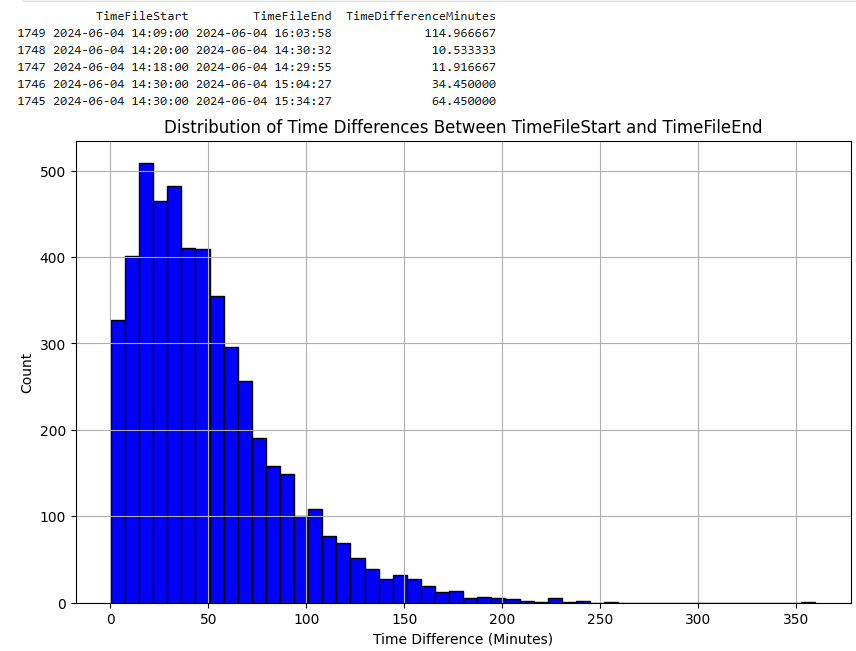 TimeFileStart TimeFileEnd TimeDifferenceMinutes
1749 2024-06-04 14:09:00 2024-06-04 16:03:58 114.966667
1748 2024-06-04 14:20:00 2024-06-04 14:30:32 10.533333
1747 2024-06-04 14:18:00 2024-06-04 14:29:55 11.916667
1746 2024-06-04 14:30:00 2024-06-04 15:04:27 34.450000
1745 2024-06-04 14:30:00 2024-06-04 15:34:27 64.450000
Distribution of Time Differences Between TimeFileStart and TimeFileEnd
500
400
300
200
100
0
Count
0 50 100 150 200 250 300 350
Time Difference (Minutes)